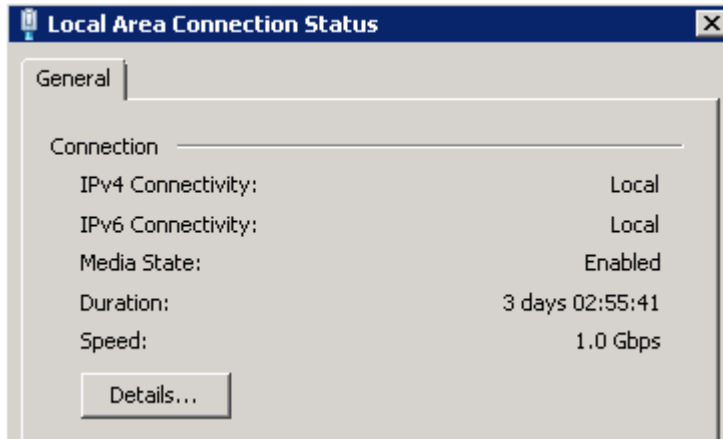 Local Area Connection Status
General
Connection
IPv4 Connectivity: Local
IPv6 Connectivity: Local
Media State: Enabled
Duration: 3 days 02:55:41
Speed: 1.0 Gbps
Details...